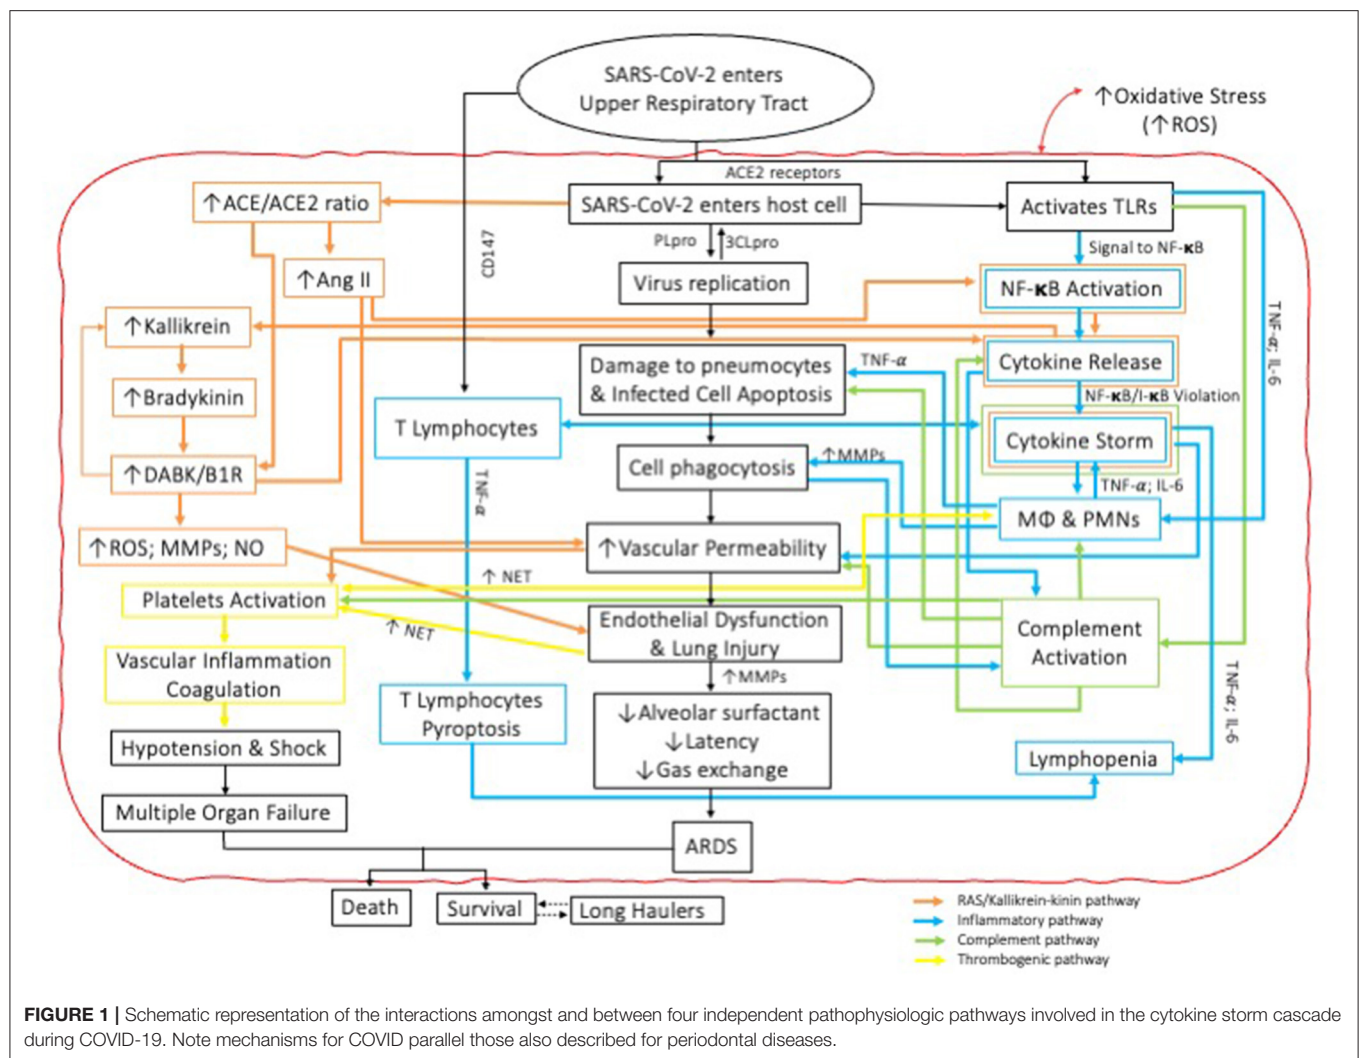 SARS-CoV-2 enters
Upper Respiratory Tract
↑Oxidative Stress
(↑ROS)
ACE2 receptors
↑ACE/ACE2 ratio
SARS-CoV-2 enters host cell
Activates TLRs
CD147
PLpro
3CLpro
Signal to NF-κB
↑Ang II
Virus replication
NF-κB Activation
↑Kallikrein
TNF-α; IL-6
Damage to pneumocytes
& Infected Cell Apoptosis
TNF-α
Cytokine Release
↑Bradykinin
NF-κB/I-κB Violation
T Lymphocytes
Cytokine Storm
↑DABK/B1R
Cell phagocytosis
↑MMPs
TNF-α
TNF-α; IL-6
MΦ & PMNs
↑ROS; MMPs; NO
↑Vascular Permeability
↑ NET
Platelets Activation
↑ NET
Endothelial Dysfunction
& Lung Injury
Complement
Activation
Vascular Inflammation
Coagulation
↑MMPs
TNF-α; IL-6
T Lymphocytes
Pyroptosis
↓Alveolar surfactant
↓Latency
↓Gas exchange
Hypotension & Shock
Lymphopenia
Multiple Organ Failure
ARDS
Death
Survival
Long Haulers
RAS/Kallikrein-kinin pathway
Inflammatory pathway
Complement pathway
Thrombogenic pathway
FIGURE 1 | Schematic representation of the interactions amongst and between four independent pathophysiologic pathways involved in the cytokine storm cascade
during COVID-19. Note mechanisms for COVID parallel those also described for periodontal diseases.